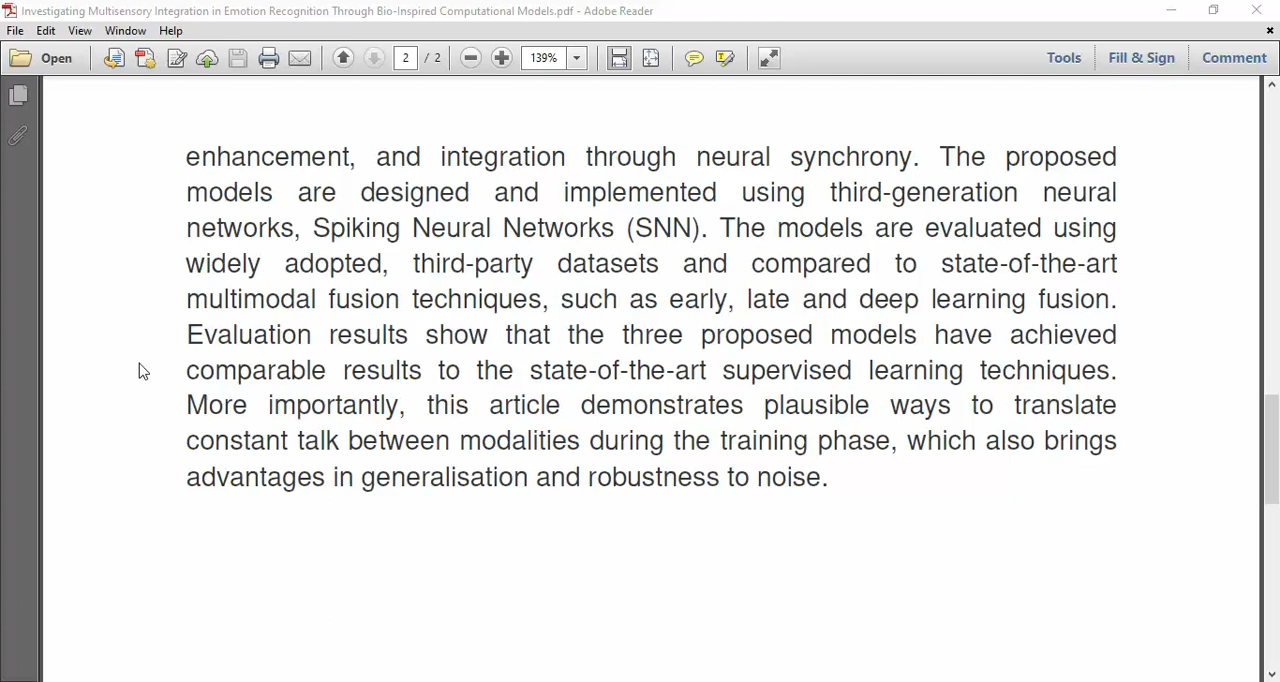 Investigating Multisensory Integration in Emotion Recognition Through Bio-Inspired Computational Models.pdf - Adobe Reader
File Edit View Window Help
Open 2 / 2 139% Tools Fill & Sign Comment
enhancement, and integration through neural synchrony. The proposed
models are designed and implemented using third-generation neural
networks, Spiking Neural Networks (SNN). The models are evaluated using
widely adopted, third-party datasets and compared to state-of-the-art
multimodal fusion techniques, such as early, late and deep learning fusion.
Evaluation results show that the three proposed models have achieved
comparable results to the state-of-the-art supervised learning techniques.
More importantly, this article demonstrates plausible ways to translate
constant talk between modalities during the training phase, which also brings
advantages in generalisation and robustness to noise.